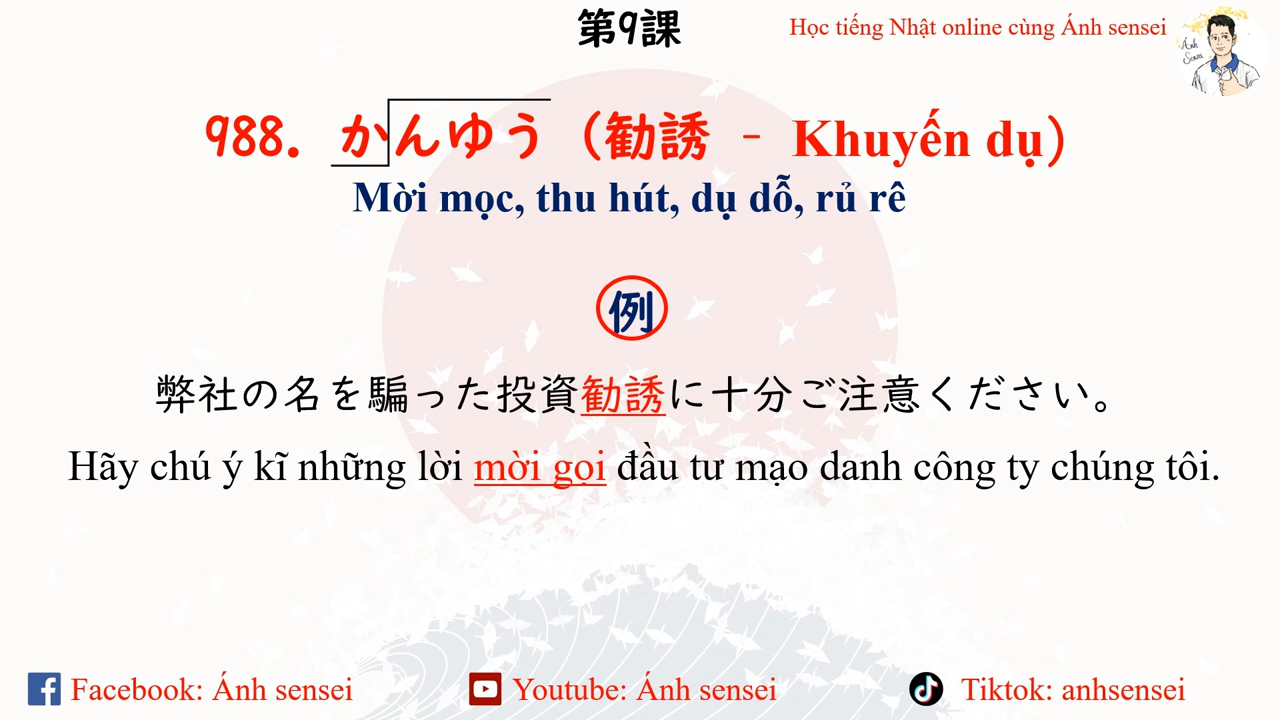 第9課
Học tiếng Nhật online cùng Ánh sensei
Ánh
Sensei
988. かんゆう（勧誘 - Khuyến dụ）
Mời mọc, thu hút, dụ dỗ, rủ rê
例
弊社の名を騙った投資勧誘に十分ご注意ください。
Hãy chú ý kĩ những lời mời gọi đầu tư mạo danh công ty chúng tôi.
Facebook: Ánh sensei
Youtube: Ánh sensei
Tiktok: anhsensei